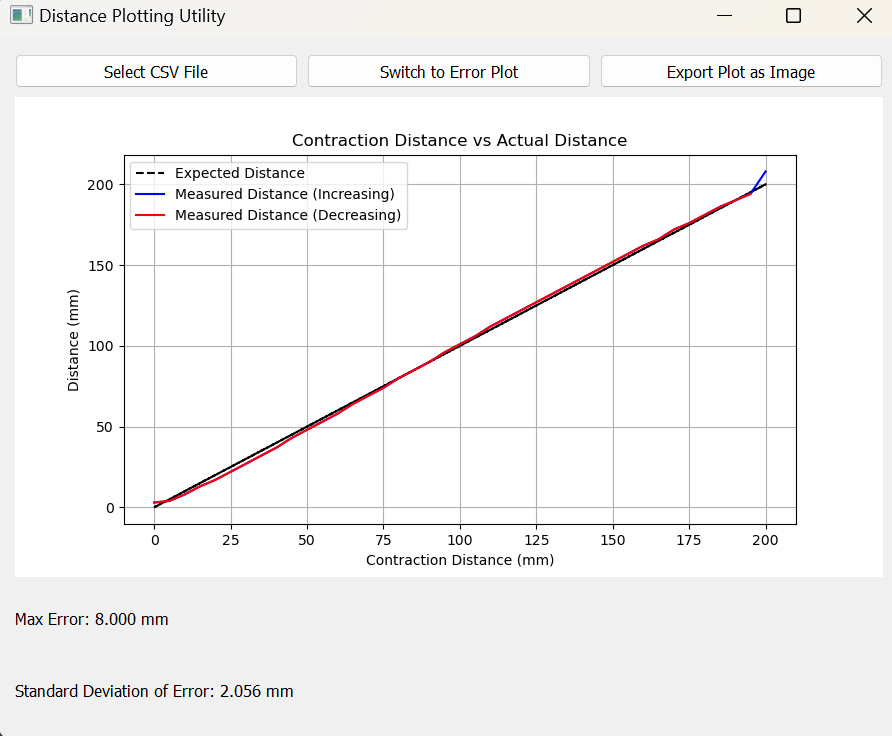 Distance Plotting Utility
Select CSV File
Switch to Error Plot
Export Plot as Image
Contraction Distance vs Actual Distance
Expected Distance
Measured Distance (Increasing)
Measured Distance (Decreasing)
Distance (mm)
200
150
100
50
0
0 25 50 75 100 125 150 175 200
Contraction Distance (mm)
Max Error: 8.000 mm
Standard Deviation of Error: 2.056 mm